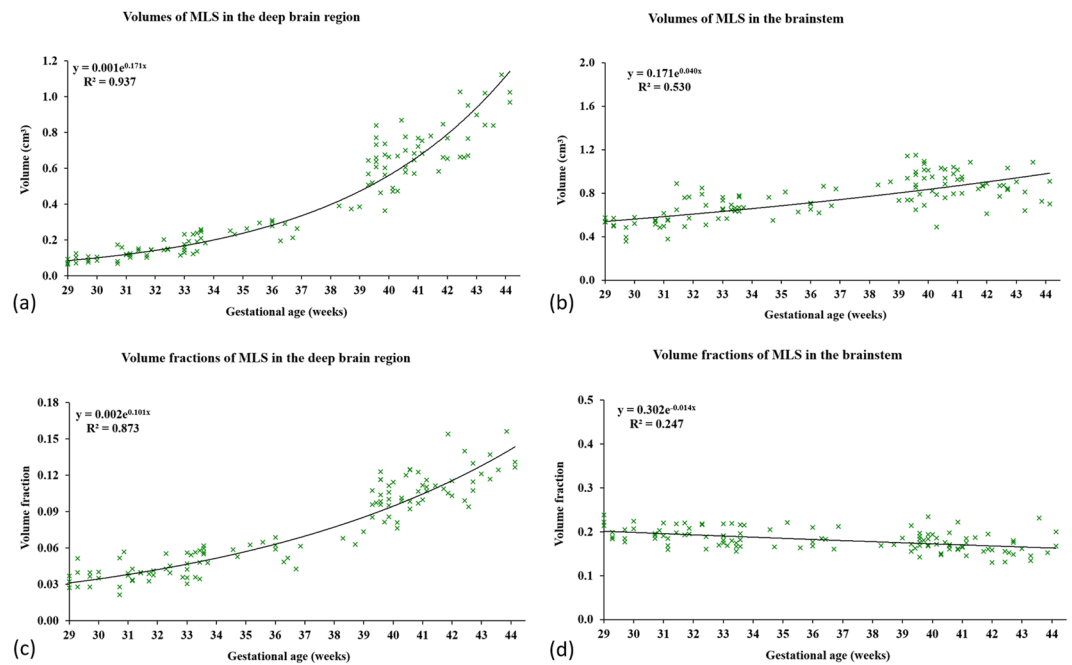 Volumes of MLS in the deep brain region
y = 0.001e^0.171x
R² = 0.937
Volume (cm³)
1.2
1.0
0.8
0.6
0.4
0.2
0.0
29 30 31 32 33 34 35 36 37 38 39 40 41 42 43 44
Gestational age (weeks)
(a)
Volumes of MLS in the brainstem
y = 0.171e^0.040x
R² = 0.530
Volume (cm³)
2.0
1.6
1.2
0.8
0.4
0.0
29 30 31 32 33 34 35 36 37 38 39 40 41 42 43 44
Gestational age (weeks)
(b)
Volume fractions of MLS in the deep brain region
y = 0.002e^0.101x
R² = 0.873
Volume fraction
0.18
0.15
0.12
0.09
0.06
0.03
0.00
29 30 31 32 33 34 35 36 37 38 39 40 41 42 43 44
Gestational age (weeks)
(c)
Volume fractions of MLS in the brainstem
y = 0.302e^-0.014x
R² = 0.247
Volume fraction
0.5
0.4
0.3
0.2
0.1
0.0
29 30 31 32 33 34 35 36 37 38 39 40 41 42 43 44
Gestational age (weeks)
(d)